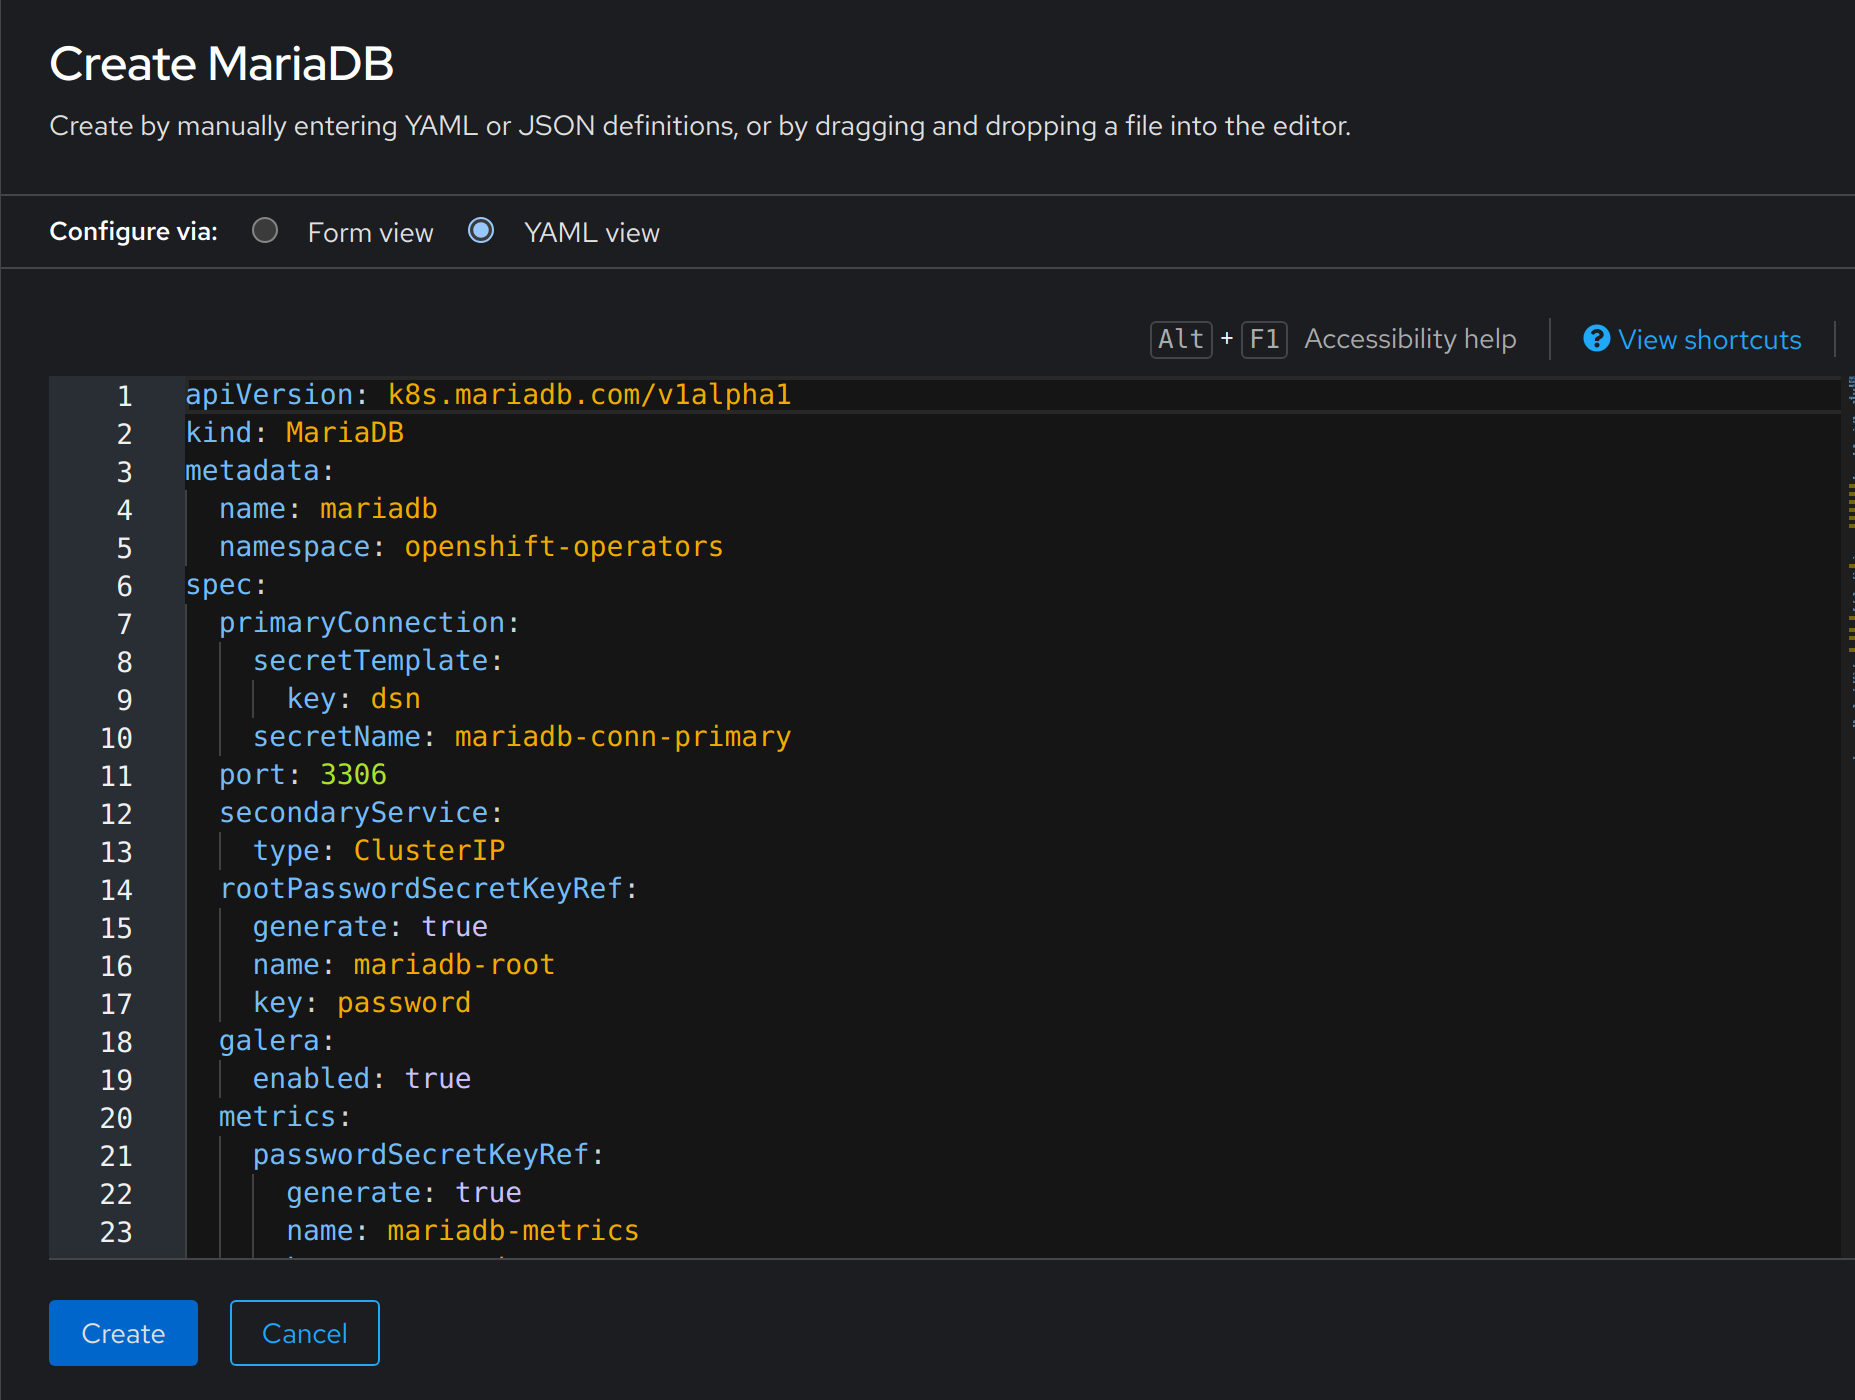 Create MariaDB
Create by manually entering YAML or JSON definitions, or by dragging and dropping a file into the editor.
Configure via: Form view YAML view
Alt + F1 Accessibility help View shortcuts
1 apiVersion: k8s.mariadb.com/v1alpha1
2 kind: MariaDB
3 metadata:
4   name: mariadb
5   namespace: openshift-operators
6 spec:
7   primaryConnection:
8     secretTemplate:
9       key: dsn
10     secretName: mariadb-conn-primary
11   port: 3306
12   secondaryService:
13     type: ClusterIP
14   rootPasswordSecretKeyRef:
15     generate: true
16     name: mariadb-root
17     key: password
18   galera:
19     enabled: true
20   metrics:
21     passwordSecretKeyRef:
22       generate: true
23       name: mariadb-metrics
Create Cancel